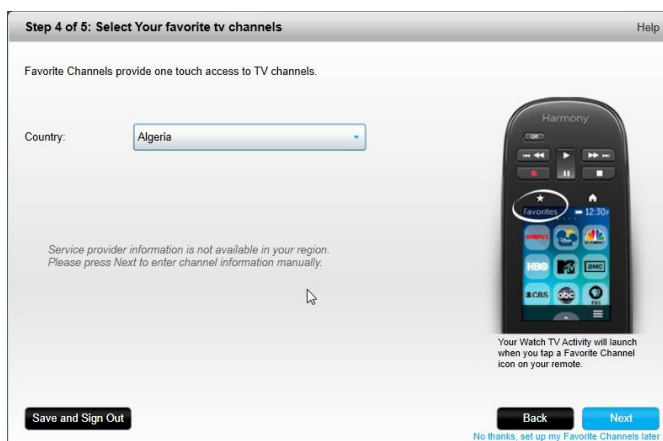 Step 4 of 5: Select Your favorite tv channels
Help
Favorite Channels provide one touch access to TV channels.
Country:
Algeria
Service provider information is not available in your region.
Please press Next to enter channel information manually.
Harmony
Off
Favorites
12:30
HBO
abc
amc
CBS
PBS
Your Watch TV Activity will launch
when you tap a Favorite Channel
icon on your remote.
Save and Sign Out
Back
Next
No thanks, set up my Favorite Channels later